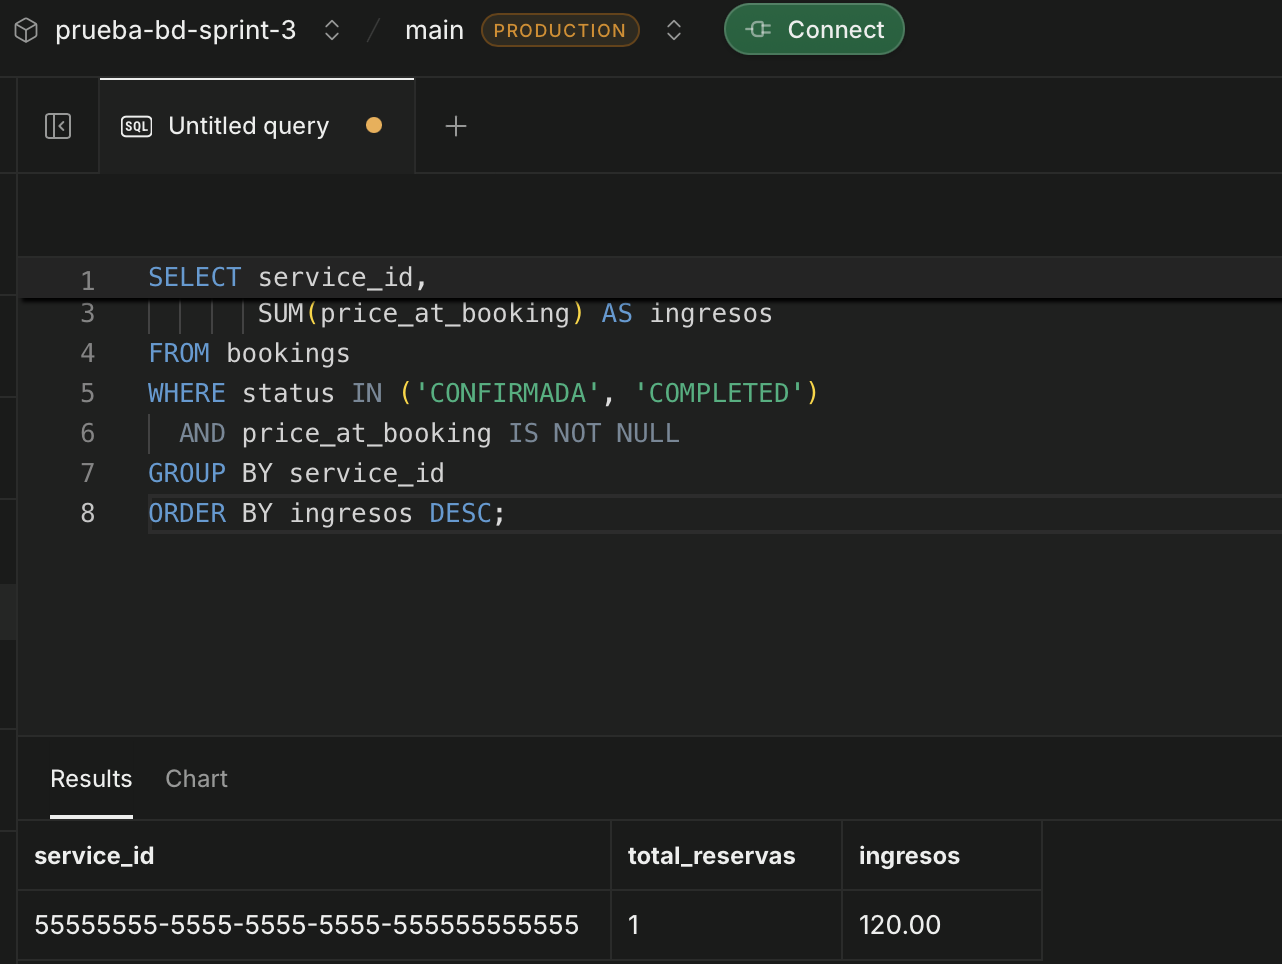 prueba-bd-sprint-3 / main PRODUCTION Connect
SQL Untitled query +
1 SELECT service_id,
3 SUM(price_at_booking) AS ingresos
4 FROM bookings
5 WHERE status IN ('CONFIRMADA', 'COMPLETED')
6 AND price_at_booking IS NOT NULL
7 GROUP BY service_id
8 ORDER BY ingresos DESC;
Results Chart
service_id total_reservas ingresos
55555555-5555-5555-5555-555555555555 1 120.00